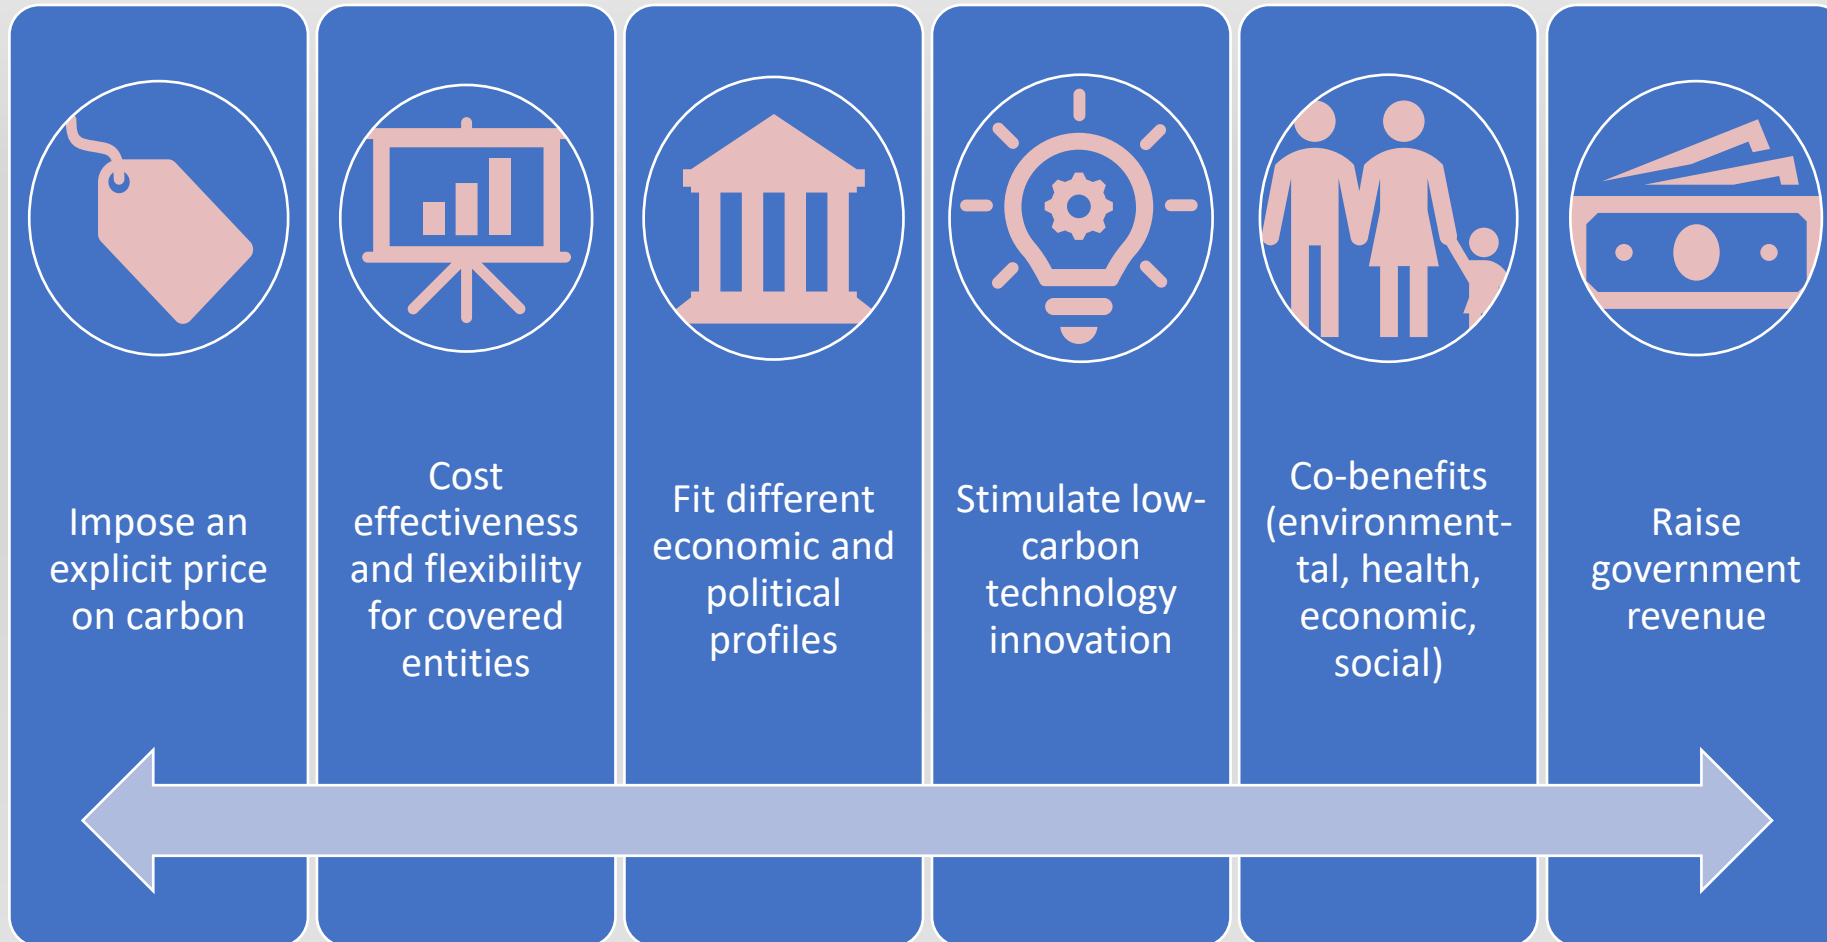 Impose an
explicit price
on carbon
Cost
effectiveness
and flexibility
for covered
entities
Fit different
economic and
political
profiles
Stimulate low-
carbon
technology
innovation
Co-benefits
(environment-
tal, health,
economic,
social)
Raise
government
revenue